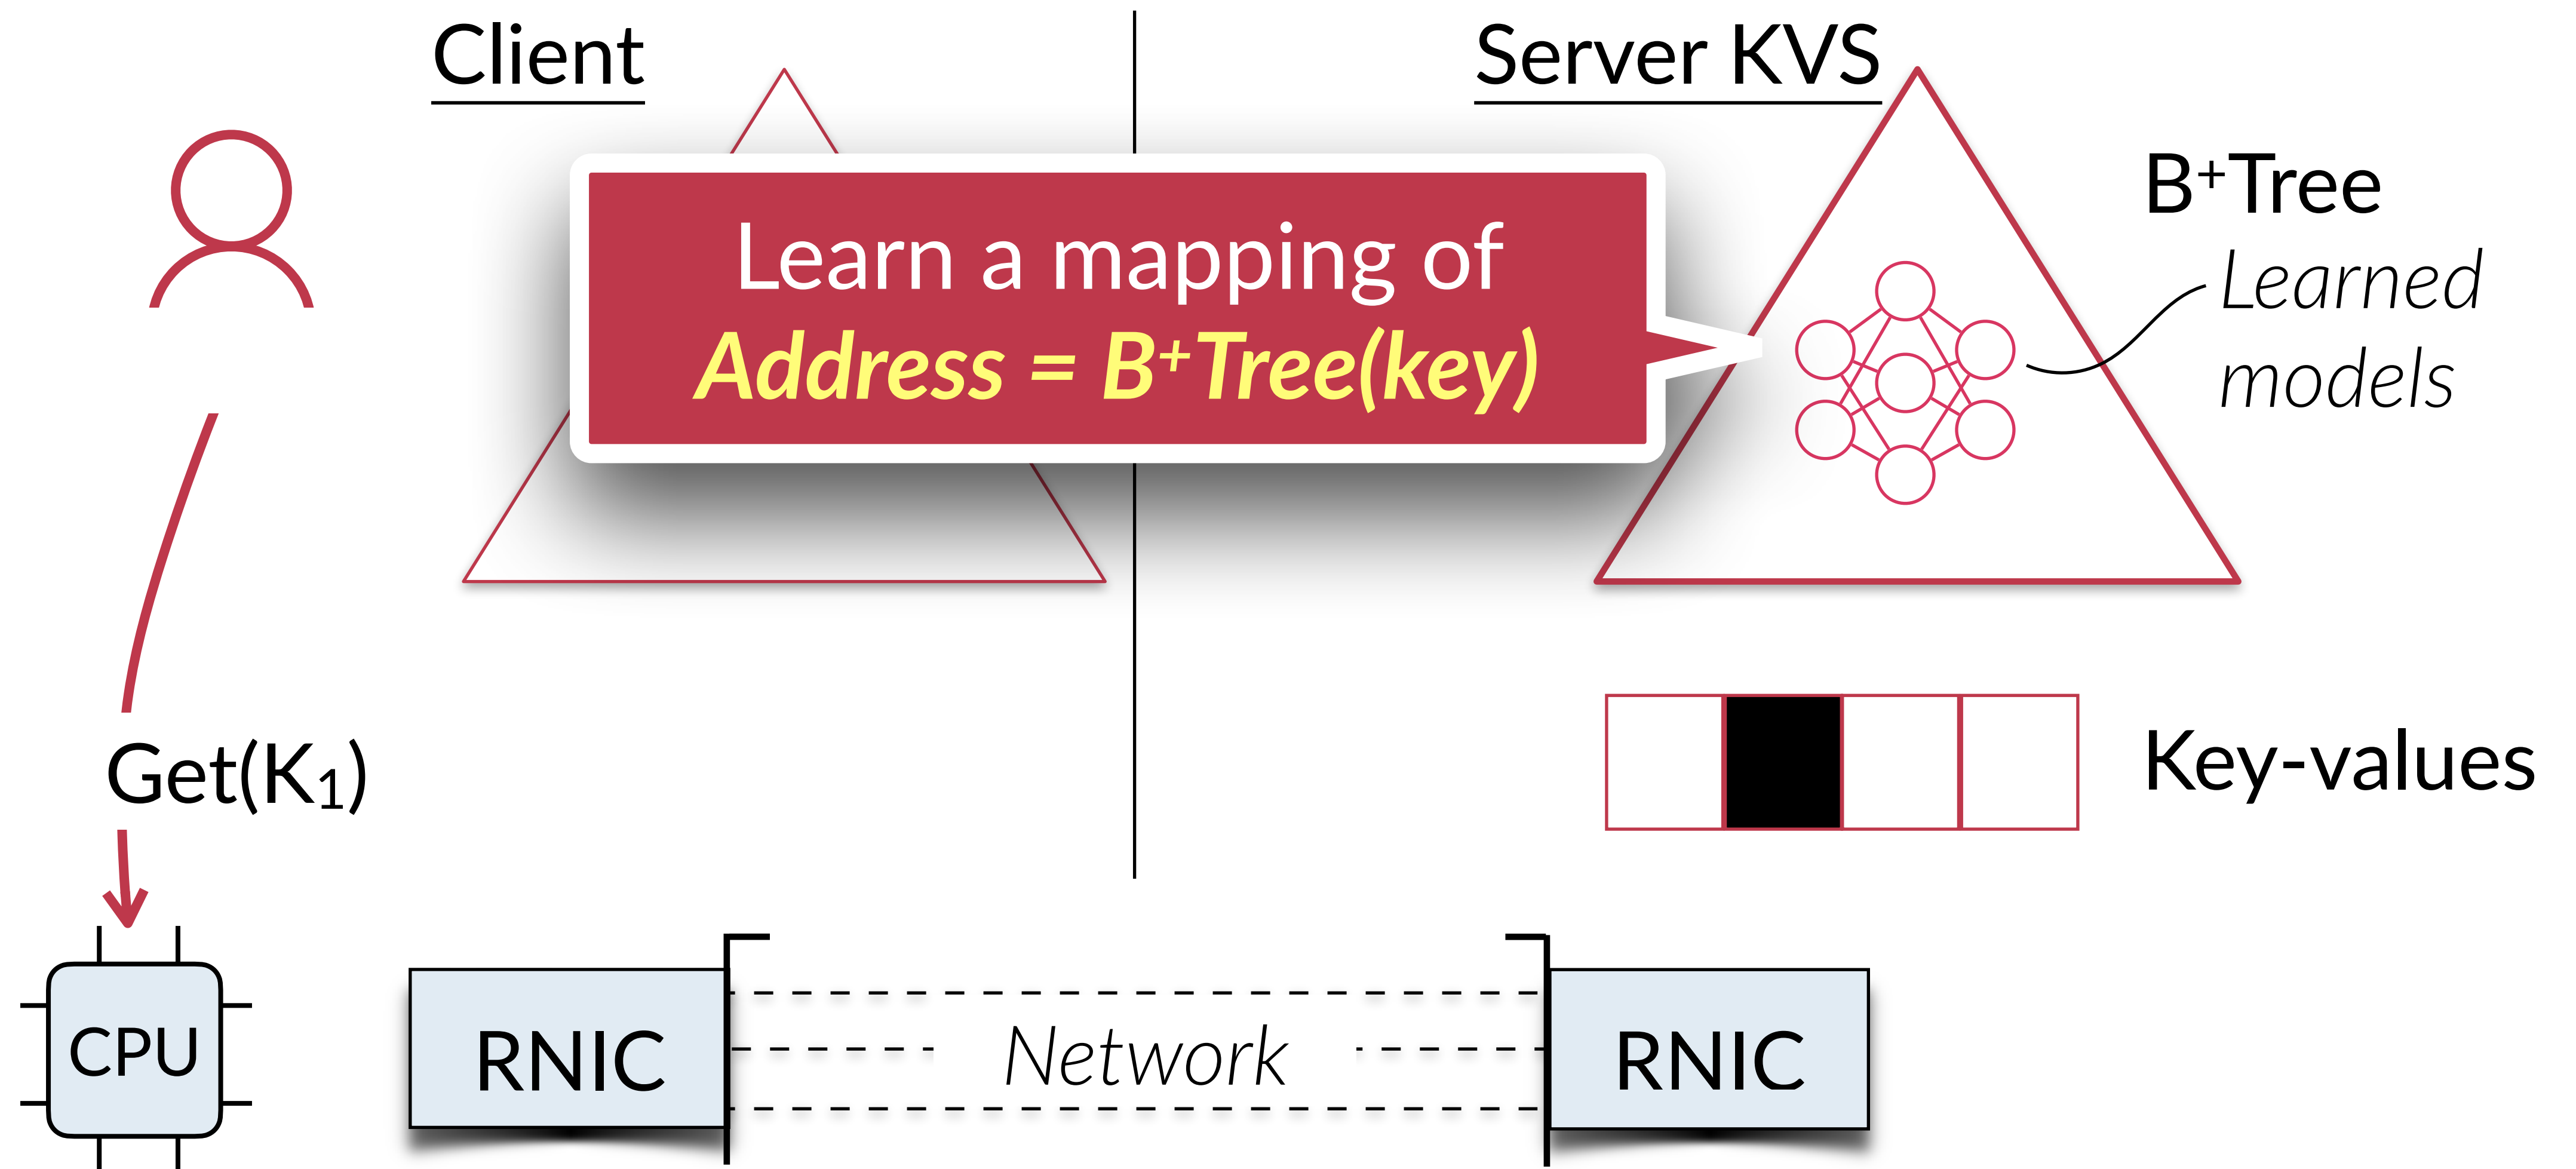 Client
Server KVS
Learn a mapping of
Address = B⁺Tree(key)
B⁺Tree
Learned
models
Get(K₁)
Key-values
CPU
RNIC
Network
RNIC